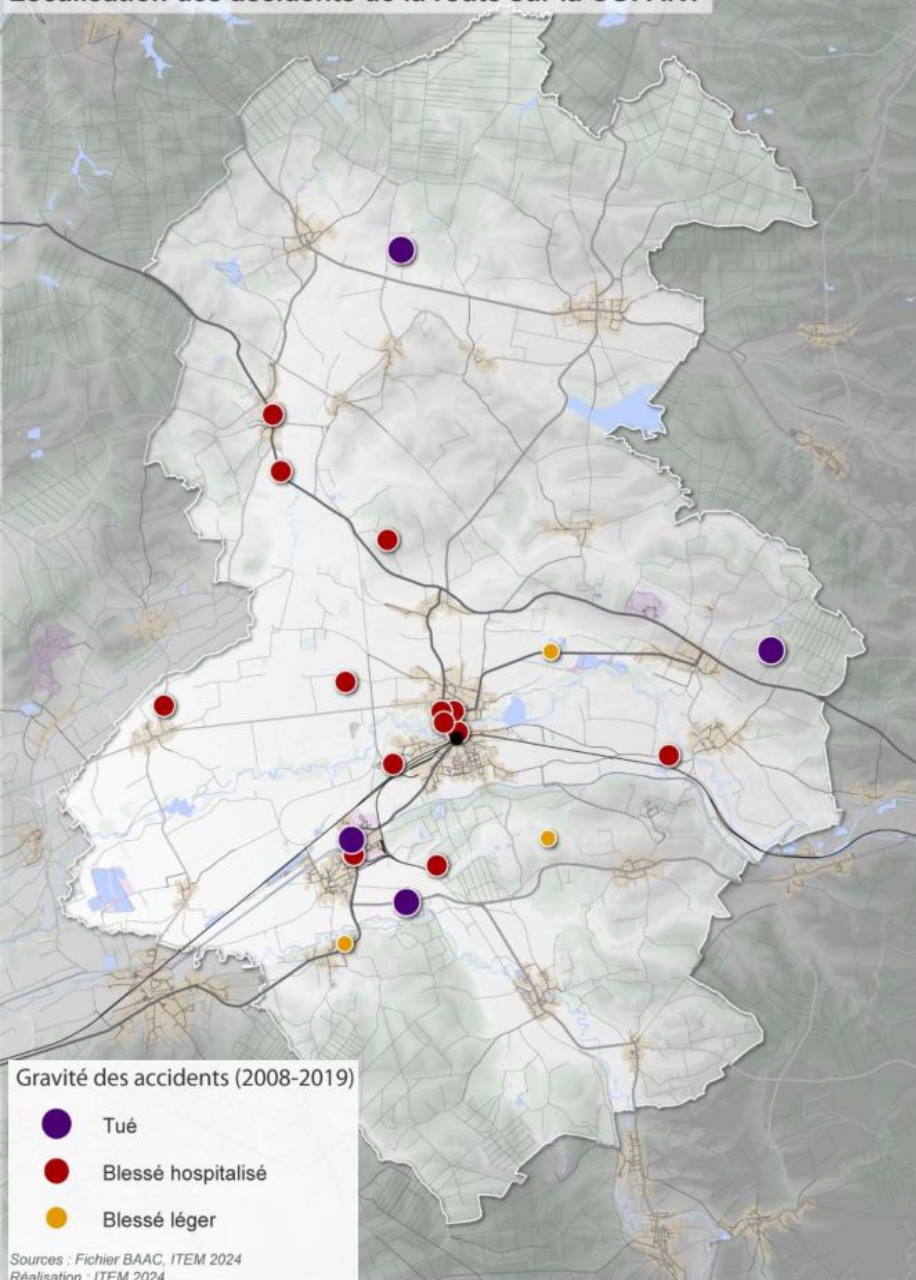 Gravité des accidents (2008-2019)
Tué
Blessé hospitalisé
Blessé léger
Sources : Fichier BAAC, ITEM 2024
Réalisation : ITEM 2024